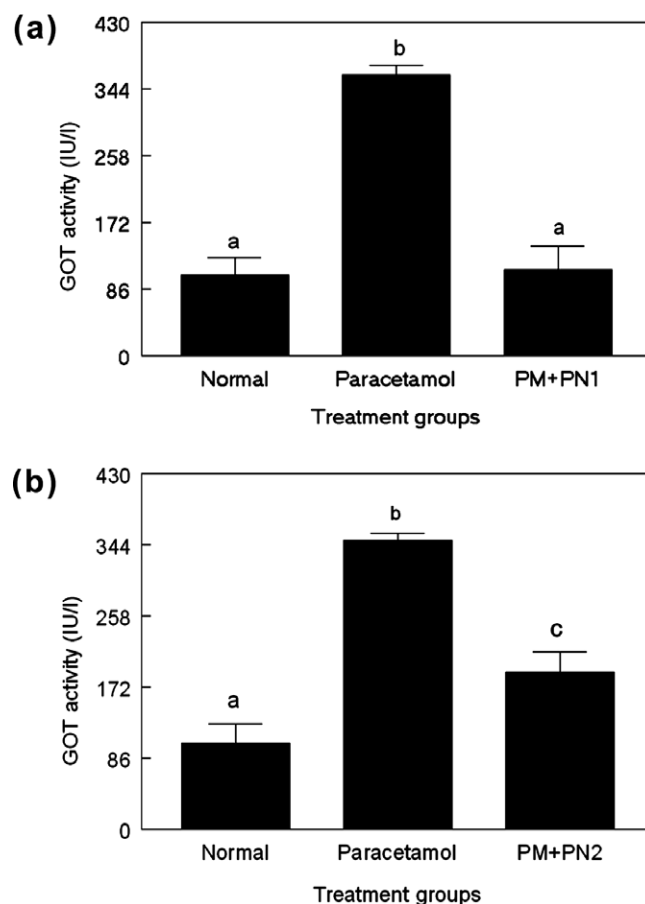 (a)
GOT activity (IU/l)
430
344
258
172
86
0
a
b
a
Normal Paracetamol PM+PN1
Treatment groups
(b)
GOT activity (IU/l)
430
344
258
172
86
0
a
b
c
Normal Paracetamol PM+PN2
Treatment groups